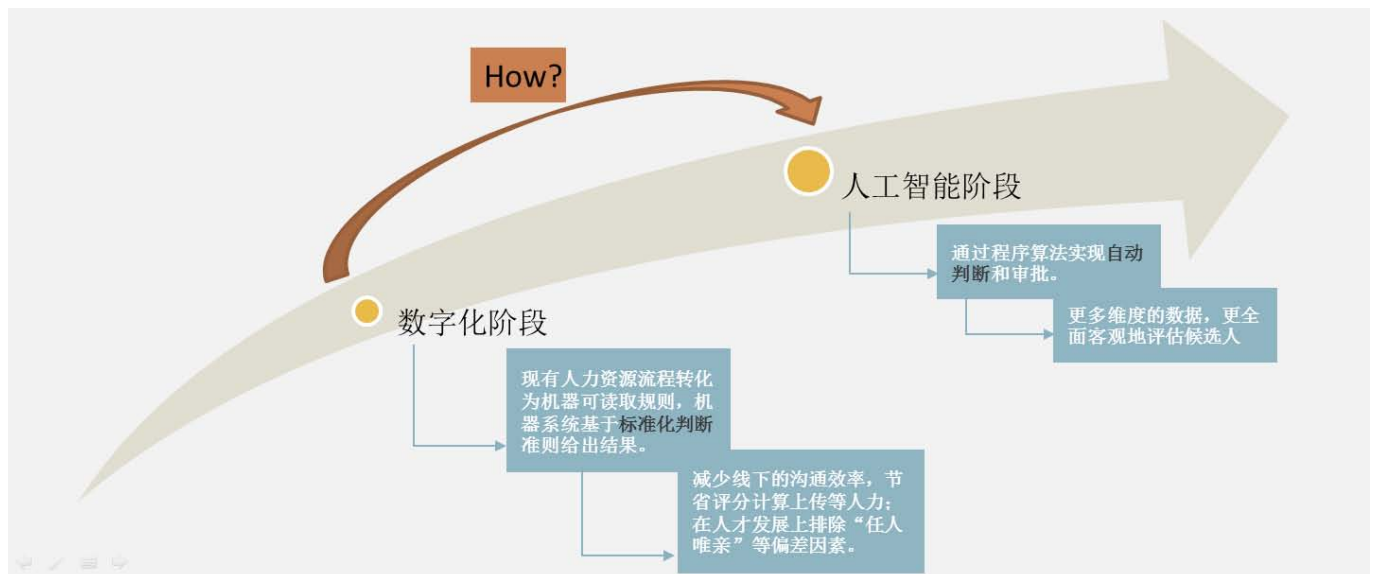 How?
人工智能阶段
通过程序算法实现自动
判断和审批。
更多维度的数据，更全
面客观地评估候选人
数字化阶段
现有人力资源流程转化
为机器可读取规则，机
器系统基于标准化判断
准则给出结果。
减少线下的沟通效率，节
省评分计算上传等人力；
在人才发展上排除“任人
唯亲”等偏差因素。